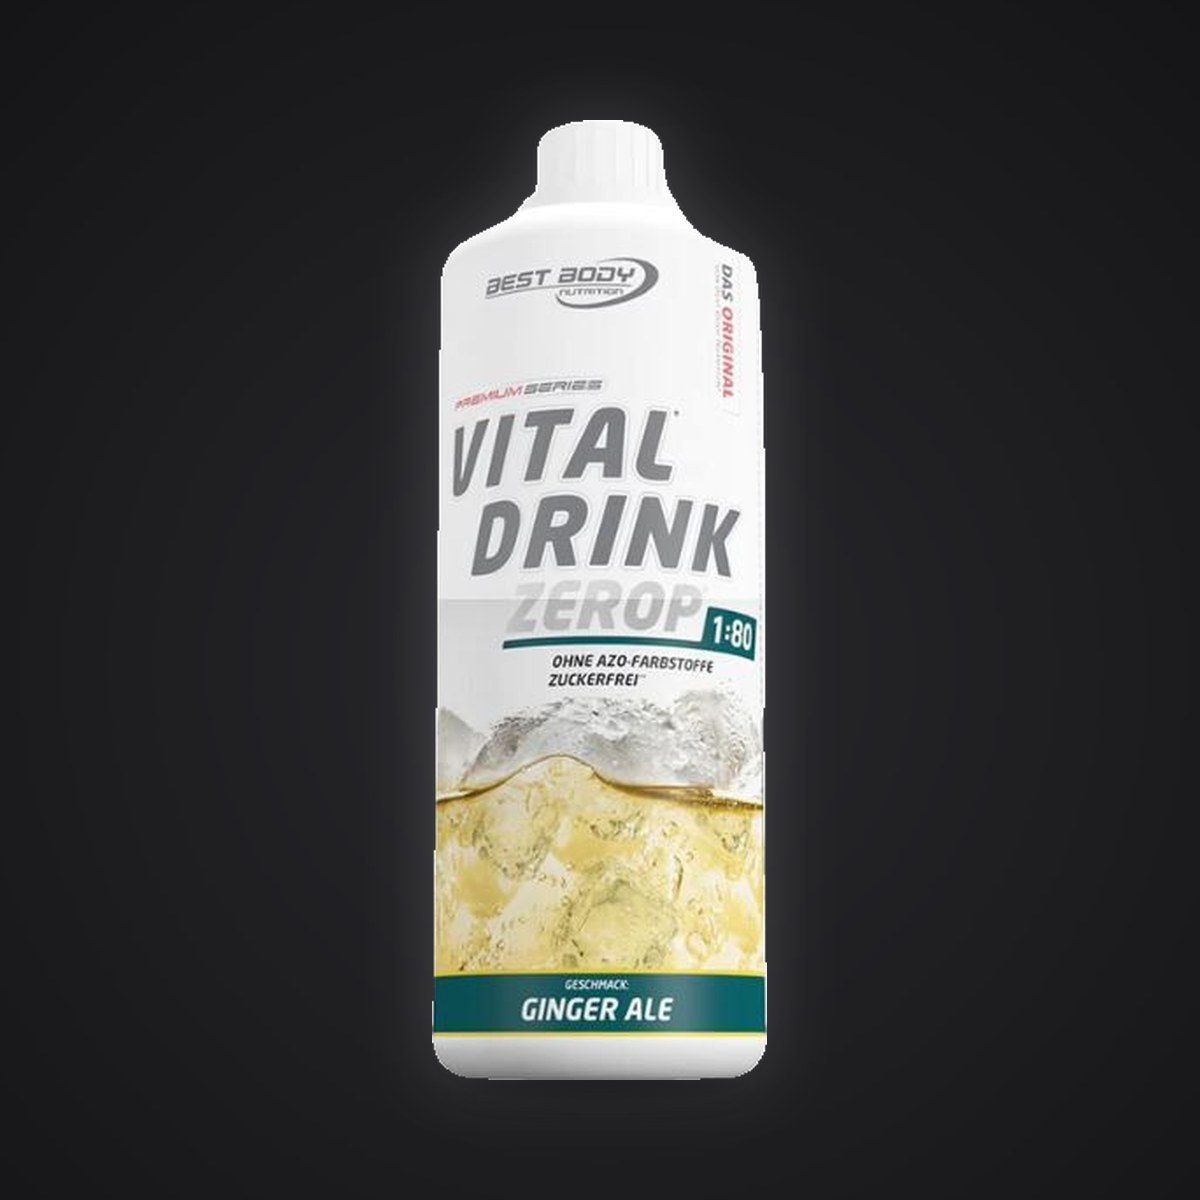 BEST BODY
NUTRITION
DAS ORIGINAL
PREMIUM SERIES
VITAL
DRINK
ZEROP
1:80
OHNE AZO-FARBSTOFFE
ZUCKERFREI
GESCHMACK:
GINGER ALE